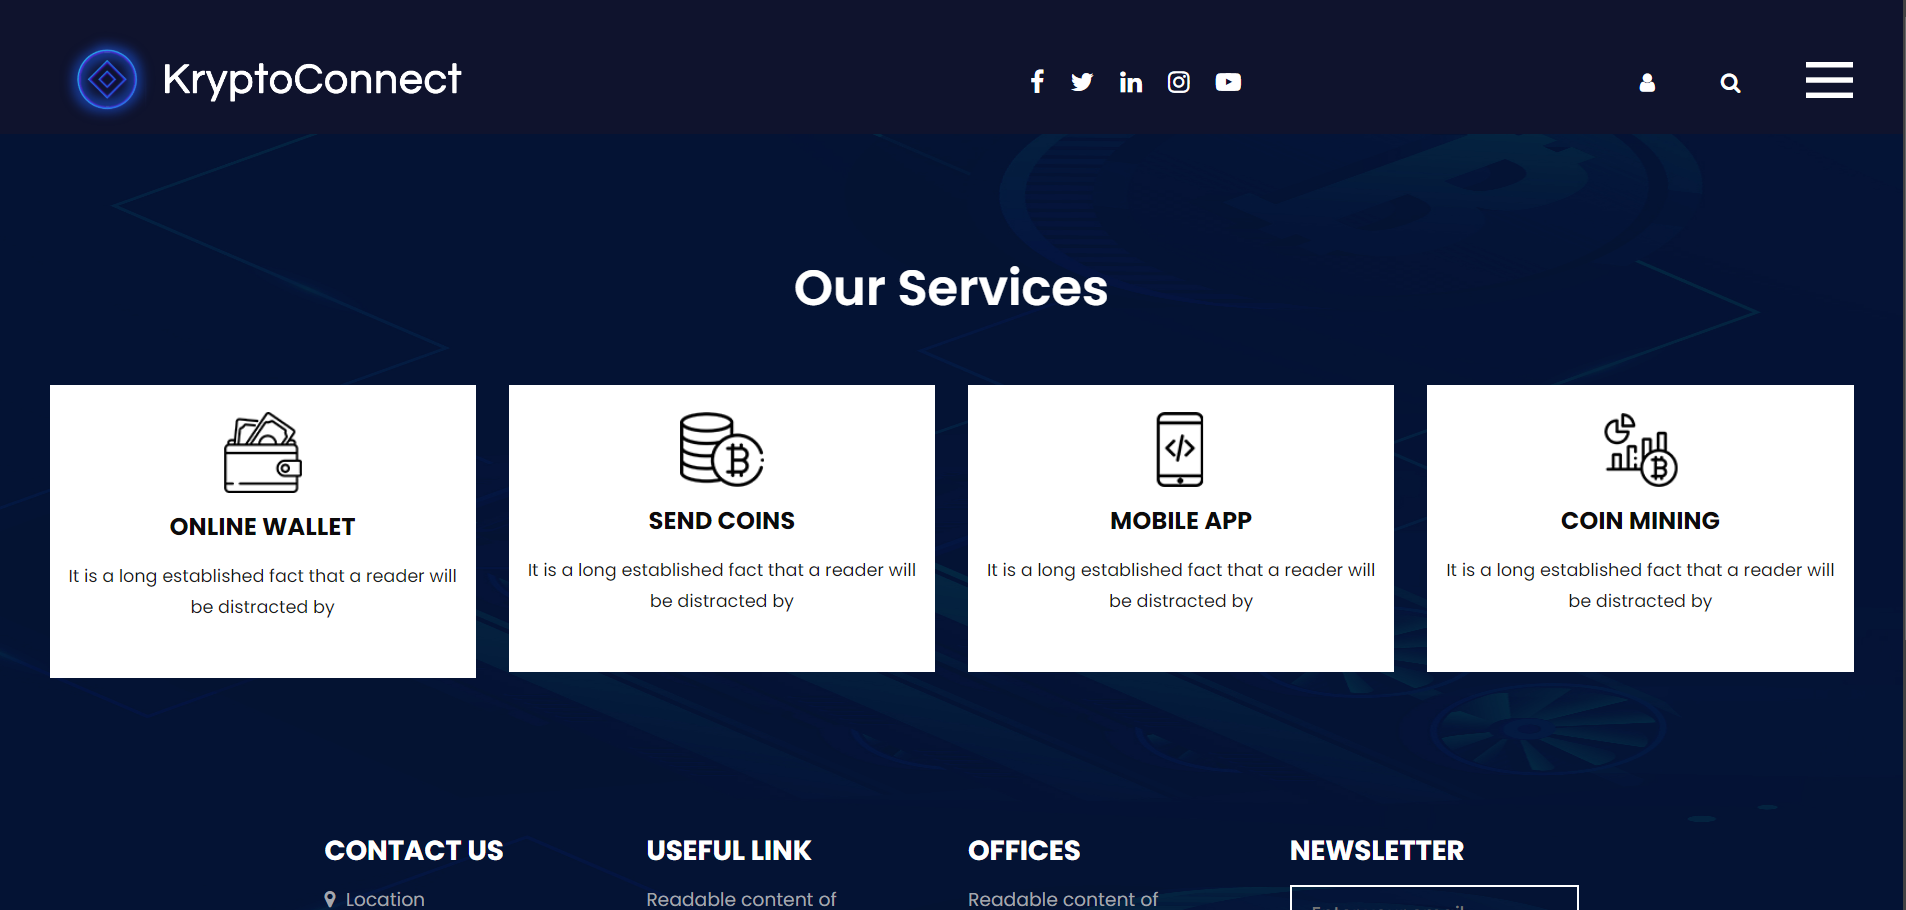 KryptoConnect
Our Services
ONLINE WALLET
It is a long established fact that a reader will
be distracted by
SEND COINS
It is a long established fact that a reader will
be distracted by
MOBILE APP
It is a long established fact that a reader will
be distracted by
COIN MINING
It is a long established fact that a reader will
be distracted by
CONTACT US
Location
USEFUL LINK
Readable content of
OFFICES
Readable content of
NEWSLETTER